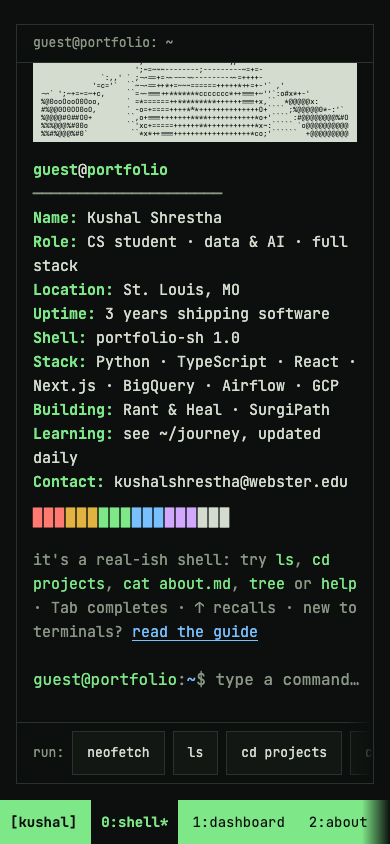 guest@portfolio: ~
guest@portfolio
Name: Kushal Shrestha
Role: CS student · data & AI · full
stack
Location: St. Louis, MO
Uptime: 3 years shipping software
Shell: portfolio-sh 1.0
Stack: Python · TypeScript · React ·
Next.js · BigQuery · Airflow · GCP
Building: Rant & Heal · SurgiPath
Learning: see ~/journey, updated
daily
Contact: kushalshrestha@webster.edu
it's a real-ish shell: try ls, cd
projects, cat about.md, tree or help
· Tab completes · ↑ recalls · new to
terminals? read the guide
guest@portfolio:~$ type a command…
run: neofetch ls cd projects
[kushal] 0:shell* 1:dashboard 2:about